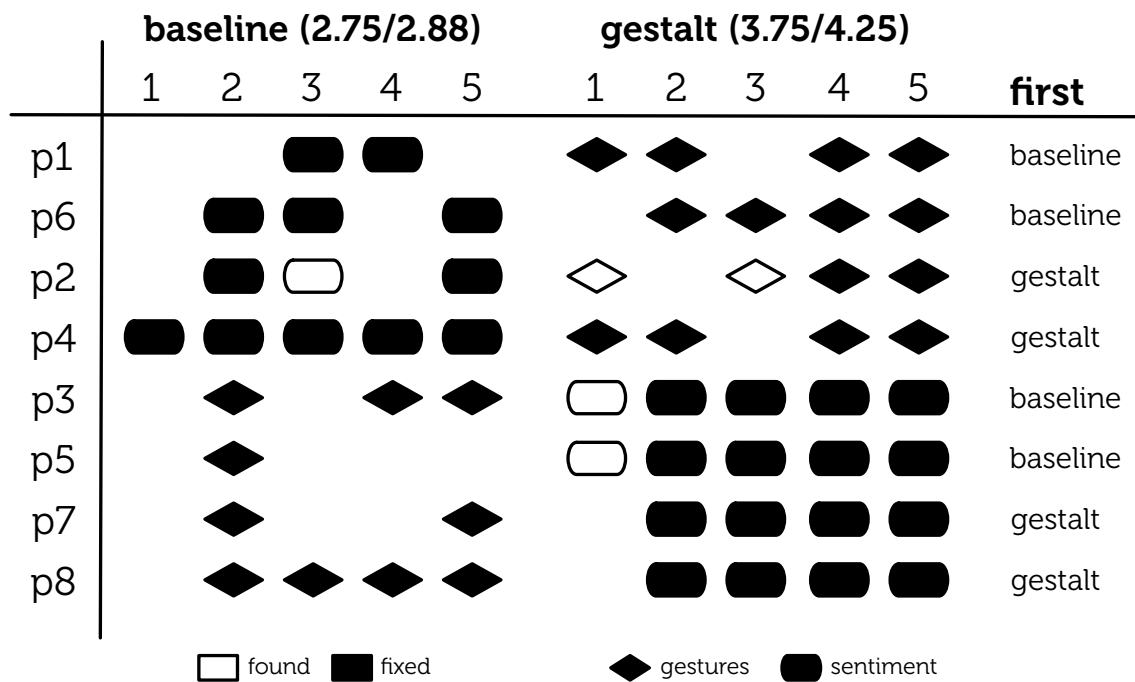 baseline (2.75/2.88) gestalt (3.75/4.25)
1 2 3 4 5 1 2 3 4 5 first
p1 baseline
p6 baseline
p2 gestalt
p4 gestalt
p3 baseline
p5 baseline
p7 gestalt
p8 gestalt
found fixed gestures sentiment